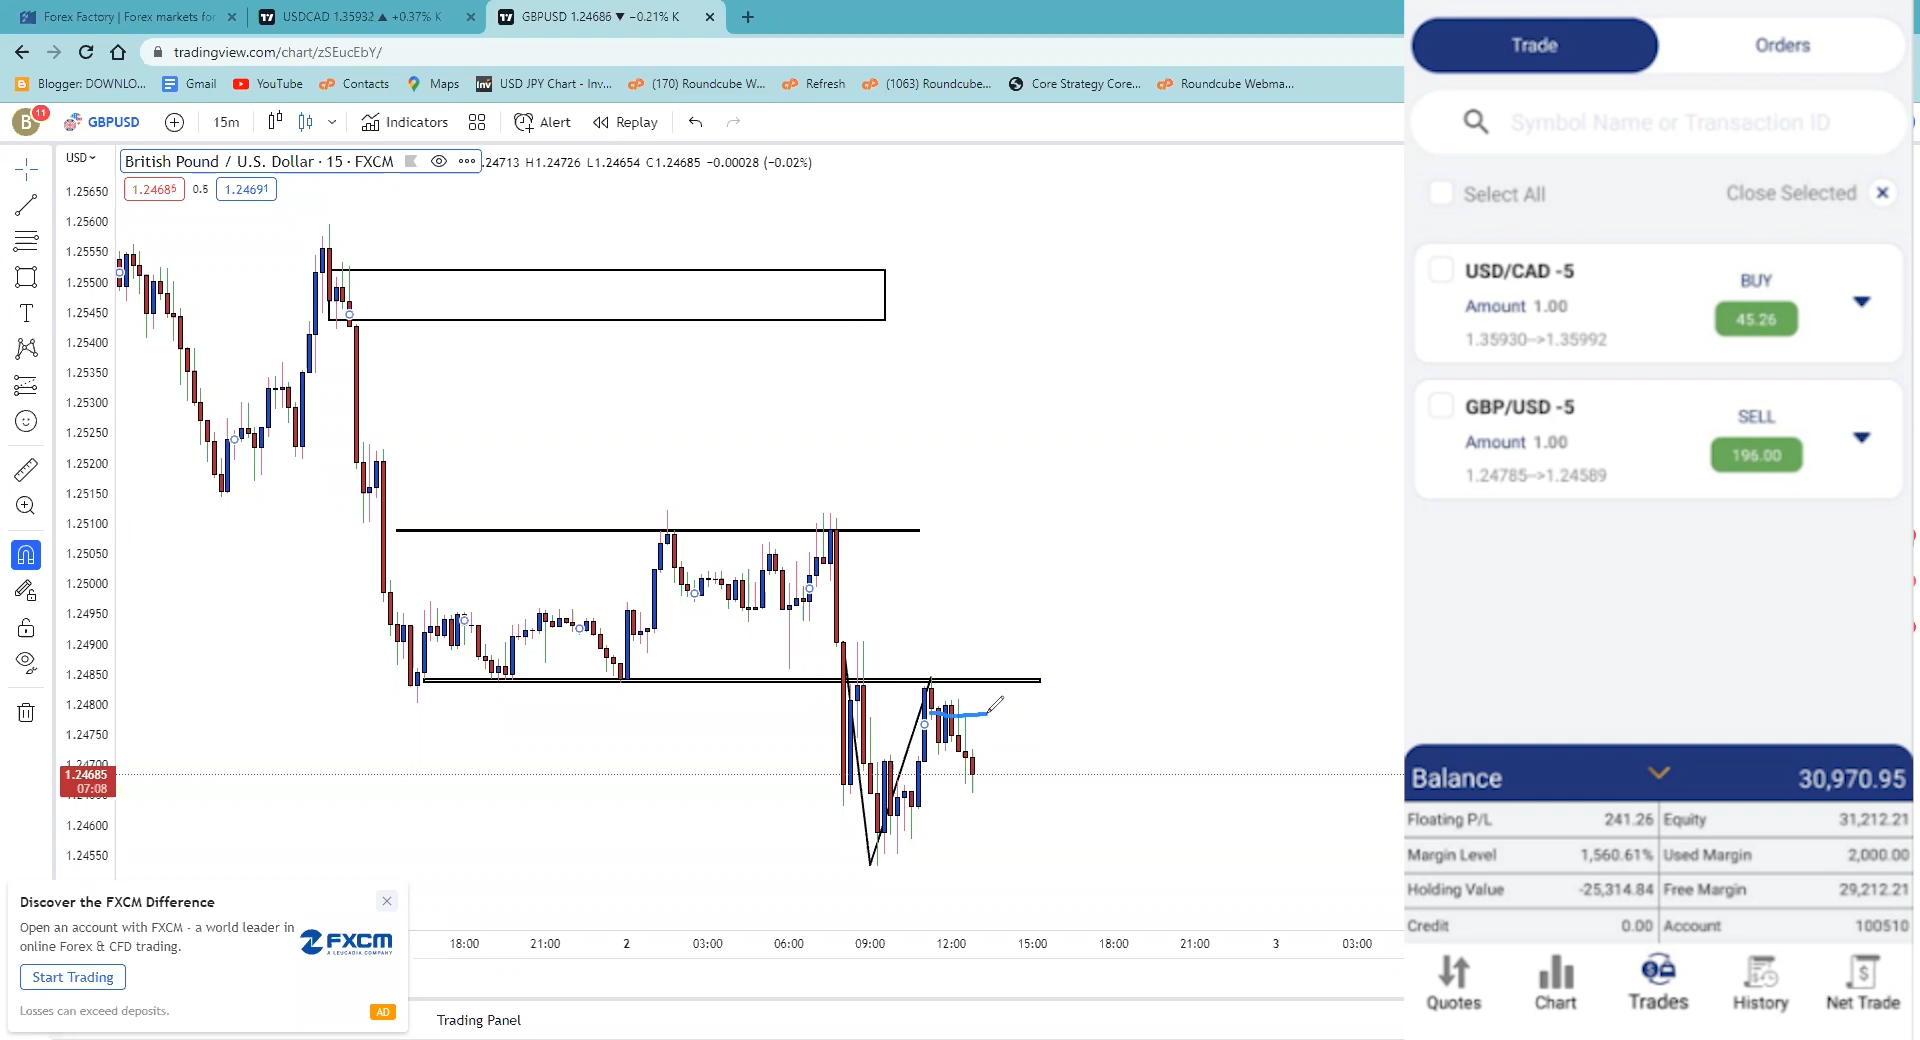 Forex Factory | Forex markets for
USDCAD 1.35932 ▲ +0.37% K
GBPUSD 1.24686 ▼ −0.21% K
tradingview.com/chart/zSEucEbY/
Blogger: DOWNLO...
Gmail
YouTube
Contacts
Maps
USD JPY Chart - Inv...
(170) Roundcube W...
Refresh
(1063) Roundcube...
Core Strategy Core...
Roundcube Webma...
B
11
GBPUSD
15m
Indicators
Alert
Replay
USD
British Pound / U.S. Dollar · 15 · FXCM
.24713 H1.24726 L1.24654 C1.24685 −0.00028 (−0.02%)
1.24685
0.5
1.24691
1.25650
1.25600
1.25550
1.25500
1.25450
1.25400
1.25350
1.25300
1.25250
1.25200
1.25150
1.25100
1.25050
1.25000
1.24950
1.24900
1.24850
1.24800
1.24750
1.24700
1.24685
07:08
1.24600
1.24550
Discover the FXCM Difference
Open an account with FXCM - a world leader in
online Forex & CFD trading.
FXCM
A LEUCADIA COMPANY
Start Trading
Losses can exceed deposits.
AD
18:00
21:00
2
03:00
06:00
09:00
12:00
15:00
18:00
21:00
3
03:00
Trading Panel
Trade
Orders
Symbol Name or Transaction ID
Select All
Close Selected
USD/CAD -5
BUY
Amount 1.00
45.26
1.35930-->1.35992
GBP/USD -5
SELL
Amount 1.00
196.00
1.24785-->1.24589
Balance
30,970.95
Floating P/L 241.26 Equity 31,212.21
Margin Level 1,560.61% Used Margin 2,000.00
Holding Value -25,314.84 Free Margin 29,212.21
Credit 0.00 Account 100510
Quotes
Chart
Trades
History
Net Trade